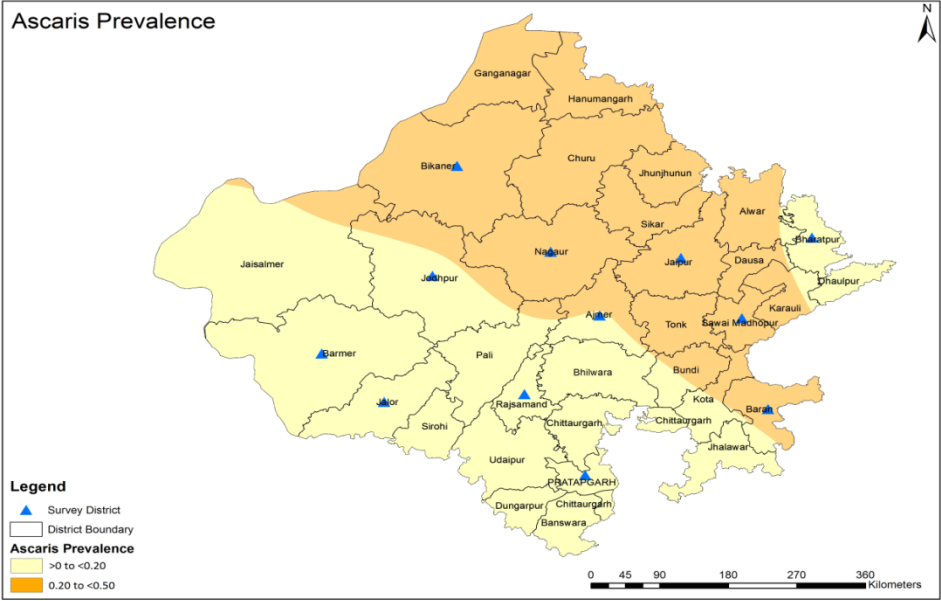 Ascaris Prevalence
N
Ganganagar
Hanumangarh
Bikaner
Churu
Jhunjhunun
Sikar
Alwar
Nagaur
Jaipur
Dausa
Bharatpur
Jaisalmer
Jodhpur
Dhaulpur
Karauli
Ajmer
Tonk
Sawai Madhopur
Barmer
Pali
Bhilwara
Bundi
Jalor
Rajsamand
Kota
Baran
Sirohi
Chittaurgarh
Chittaurgarh
Jhalawar
Udaipur
PRATAPGARH
Dungarpur
Chittaurgarh
Banswara
Legend
Survey District
District Boundary
Ascaris Prevalence
>0 to <0.20
0.20 to <0.50
0 45 90 180 270 360
Kilometers